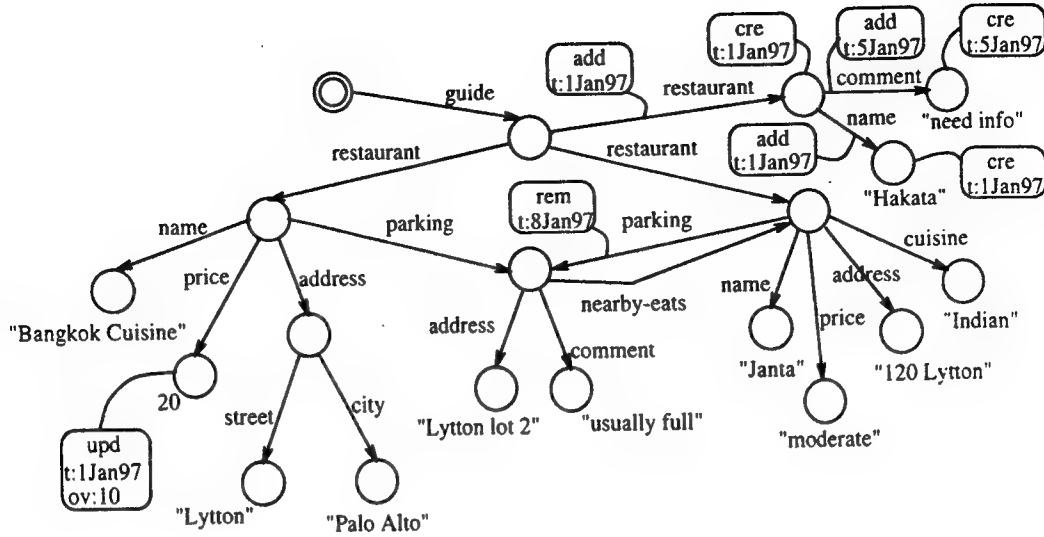 cre
t:1Jan97
add
t:5Jan97
cre
t:5Jan97
add
t:1Jan97
restaurant
comment
guide
"need info"
name
add
t:1Jan97
restaurant
restaurant
cre
t:1Jan97
"Hakata"
rem
t:8Jan97
name
parking
parking
cuisine
price
address
nearby-eats
name
address
"Bangkok Cuisine"
address
comment
price
"Indian"
"Janta"
"120 Lytton"
20
street
city
"Lytton lot 2"
"usually full"
"moderate"
upd
t:1Jan97
ov:10
"Lytton"
"Palo Alto"